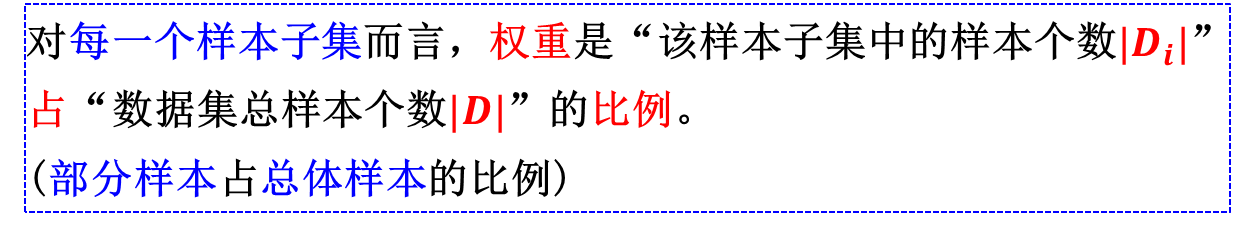 对每一个样本子集而言，权重是“该样本子集中的样本个数|D_i|”
占“数据集总样本个数|D|”的比例。
(部分样本占总体样本的比例)